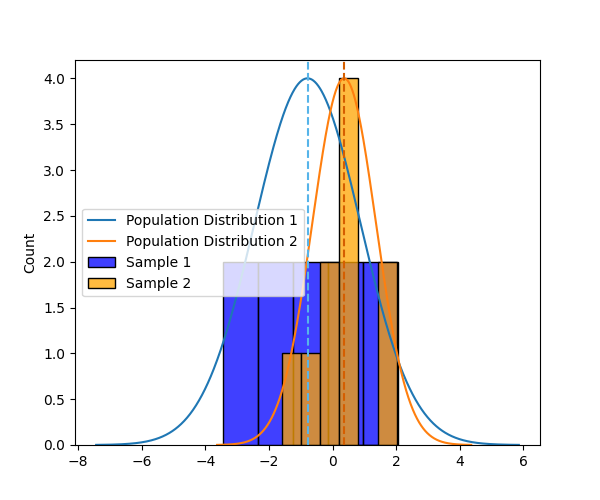 4.0
3.5
3.0
2.5
2.0
1.5
1.0
0.5
0.0
Count
Population Distribution 1
Population Distribution 2
Sample 1
Sample 2
−8 −6 −4 −2 0 2 4 6